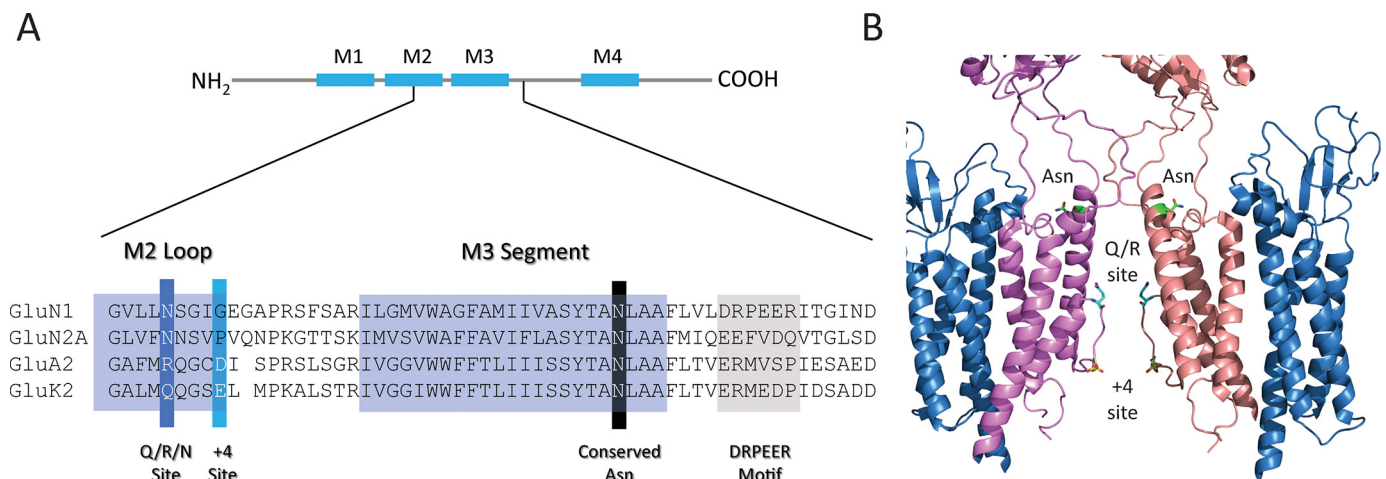 A
B
M1 M2 M3 M4
NH2 COOH
M2 Loop M3 Segment
GluN1 GVLLNSGIGEGAPRSFSARILGMVWAGFAMIIVASYTANLAAFLVLDRPEERITGIND
GluN2A GLVFNNSVPVQNPKGTTSKIMVSVWAFFAVIFLASYTANLAAFMIQEEFVDQVTGLSD
GluA2 GAFMRQGCDI SPRSLSGRIVGGVWWFFTLIIISSYTANLAAFLTVERMVSPIESAED
GluK2 GALMQQGSEL MPKALSTRIVGGIWWFFTLIIISSYTANLAAFLTVERMEDPIDSADD
Q/R/N
Site
+4
Site
Conserved
Asn
DRPEER
Motif
Asn Asn
Q/R
site
+4
site